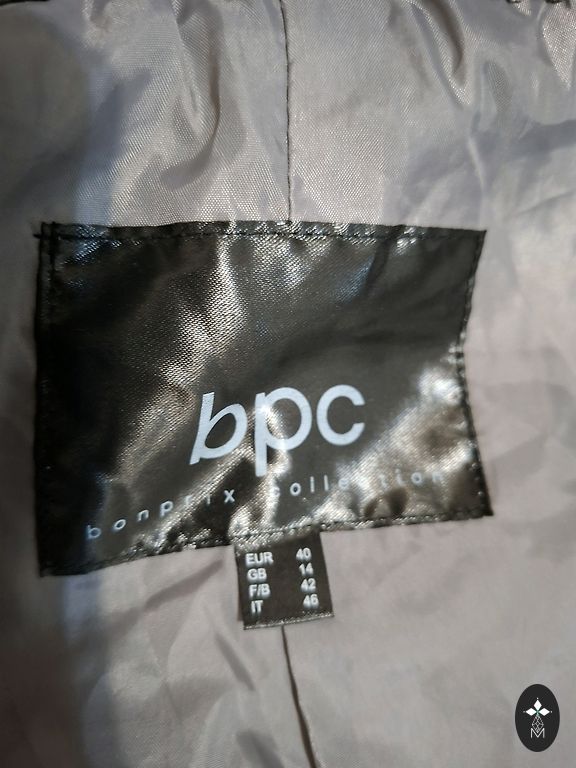 bpc
bonprix collection
EUR 40
GB 14
F/B 42
IT 46
M